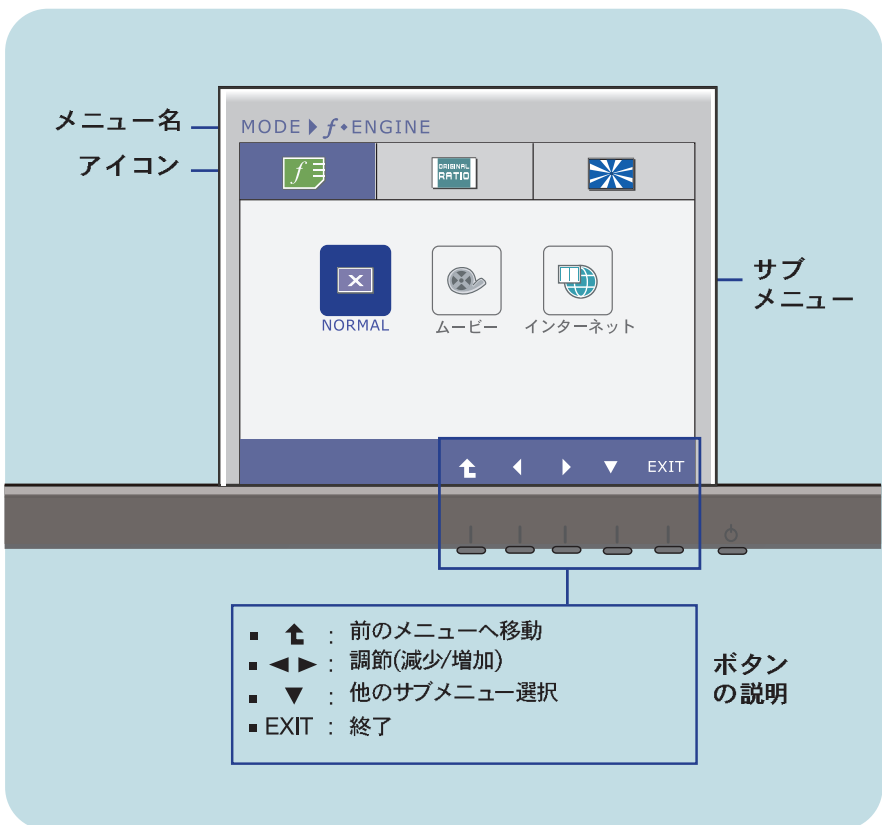 メニュー名
アイコン
MODE ▶ f・ENGINE
f
ORIGINAL
RATIO
NORMAL
ムービー
インターネット
サブ
メニュー
EXIT
■ : 前のメニューへ移動
■ ◀ ▶ : 調節(減少/増加)
■ ▼ : 他のサブメニュー選択
■ EXIT : 終了
ボタン
の説明